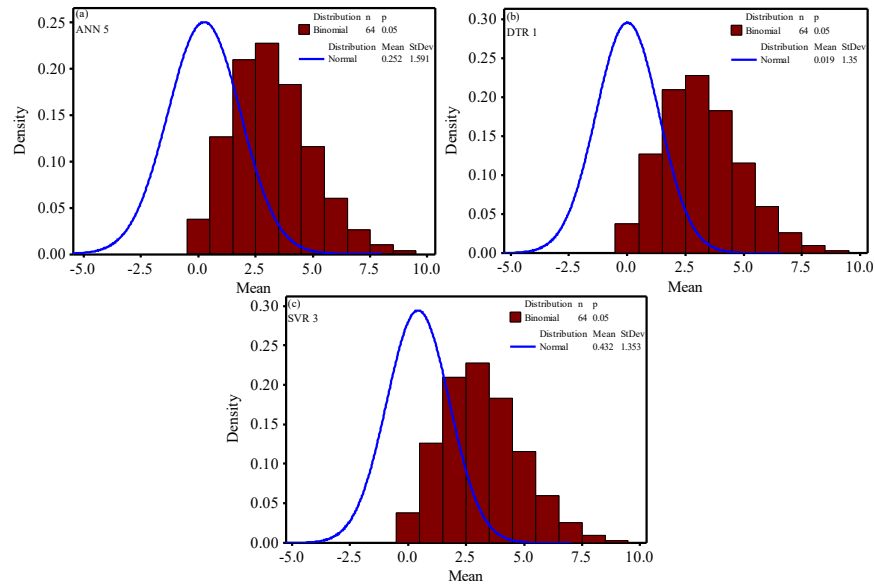 (a)
ANN 5
Distribution n p
Binomial 64 0.05
Distribution Mean StDev
Normal 0.252 1.591
0.25
0.20
0.15
0.10
0.05
0.00
Density
-5.0 -2.5 0.0 2.5 5.0 7.5 10.0
Mean
(b)
DTR 1
Distribution n p
Binomial 64 0.05
Distribution Mean StDev
Normal 0.019 1.35
0.30
0.25
0.20
0.15
0.10
0.05
0.00
Density
-5.0 -2.5 0.0 2.5 5.0 7.5 10.0
Mean
(c)
SVR 3
Distribution n p
Binomial 64 0.05
Distribution Mean StDev
Normal 0.432 1.353
0.30
0.25
0.20
0.15
0.10
0.05
0.00
Density
-5.0 -2.5 0.0 2.5 5.0 7.5 10.0
Mean